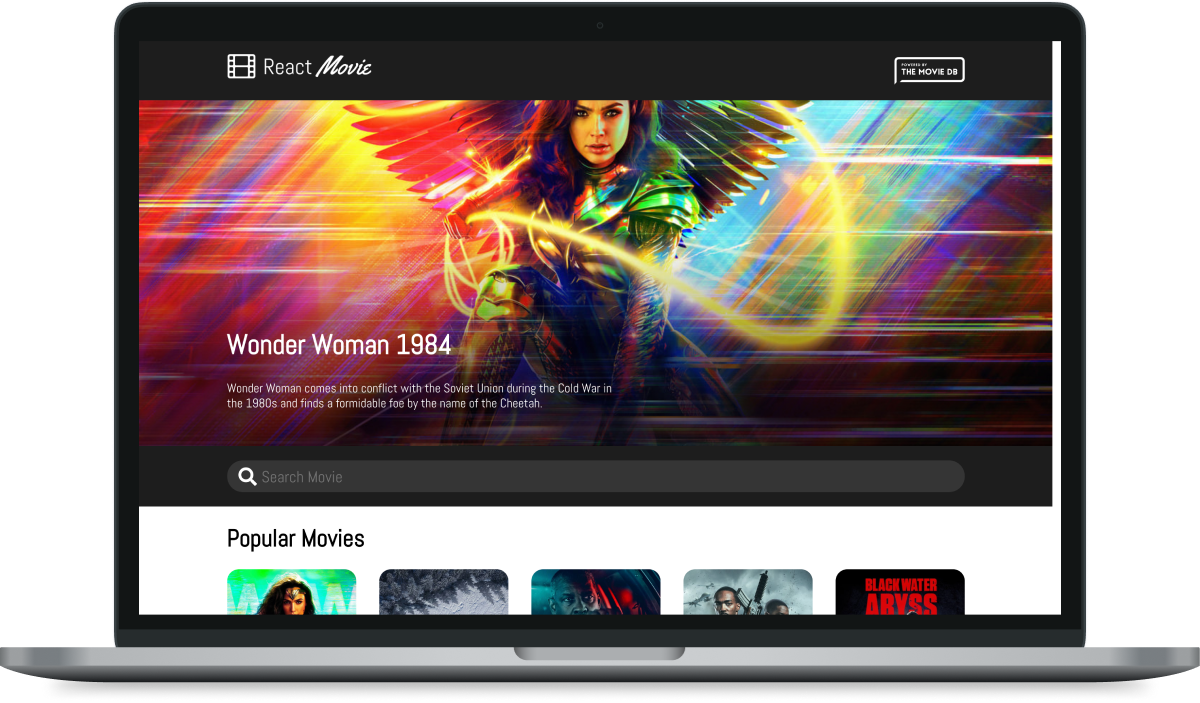 React Movie
POWERED BY
THE MOVIE DB
Wonder Woman 1984
Wonder Woman comes into conflict with the Soviet Union during the Cold War in
the 1980s and finds a formidable foe by the name of the Cheetah.
Search Movie
Popular Movies
BLACK WATER
ABYSS